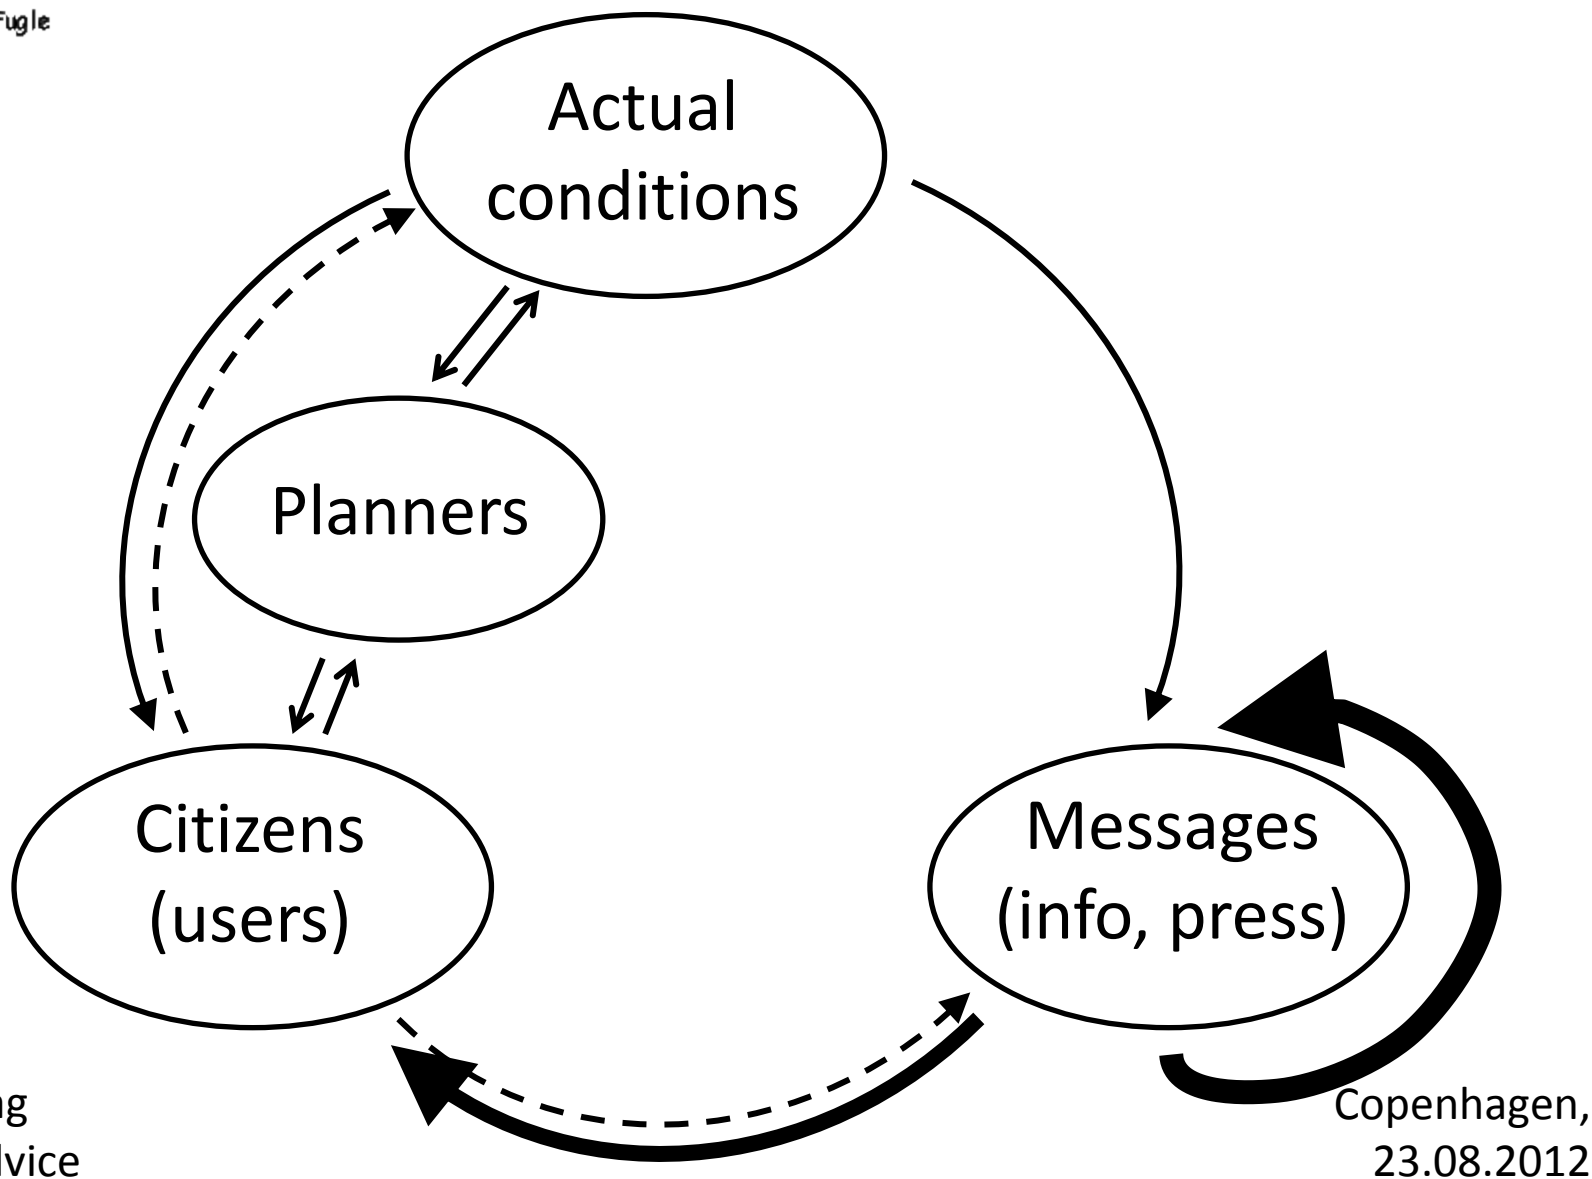 Fugle
Actual
conditions
Planners
Citizens
(users)
Messages
(info, press)
Copenhagen,
23.08.2012